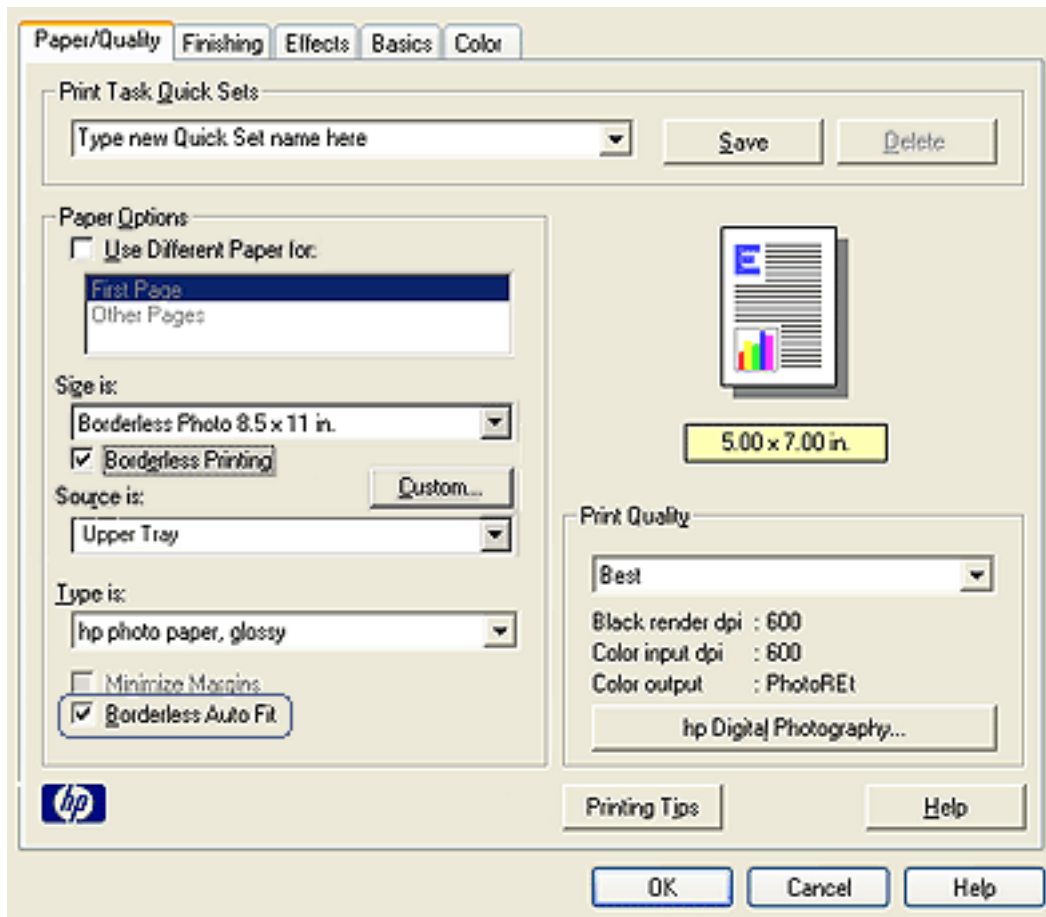 Paper/Quality Finishing Effects Basics Color
Print Task Quick Sets
Type new Quick Set name here Save Delete
Paper Options
Use Different Paper for:
First Page
Other Pages
Size is:
Borderless Photo 8.5 x 11 in.
Borderless Printing
Custom...
Source is:
Upper Tray
Type is:
hp photo paper, glossy
Minimize Margins
Borderless Auto Fit
E
5.00 x 7.00 in.
Print Quality
Best
Black render dpi : 600
Color input dpi : 600
Color output : PhotoREt
hp Digital Photography...
hp
Printing Tips Help
OK Cancel Help